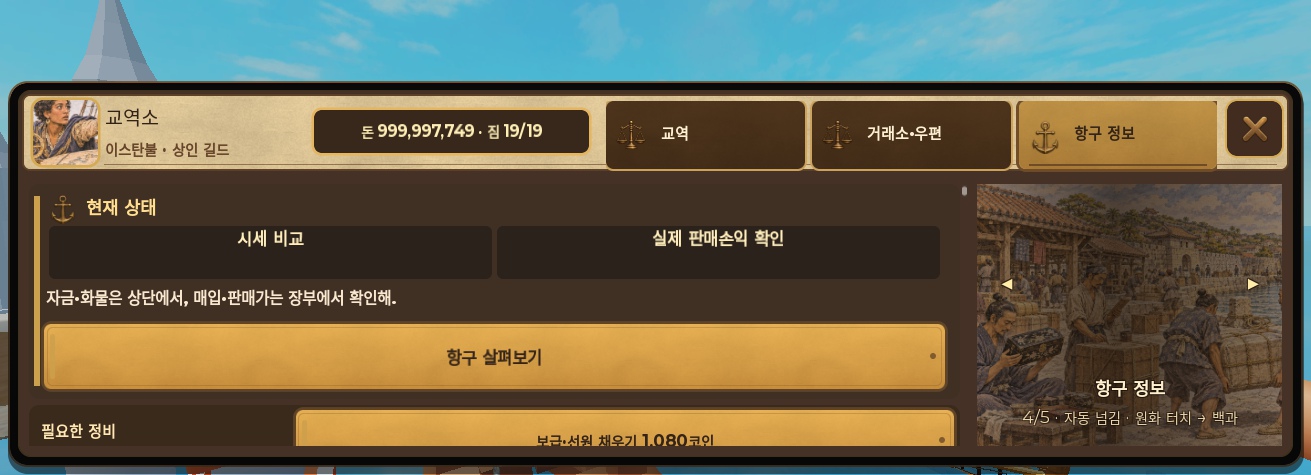 교역소
이스탄불 · 상인 길드
돈 999,997,749 · 짐 19/19
교역
거래소•우편
항구 정보
현재 상태
시세 비교
실제 판매손익 확인
자금•화물은 상단에서, 매입•판매가는 장부에서 확인해.
항구 살펴보기
필요한 정비
보급•선원 채우기 1,080코인
항구 정보
4/5 · 자동 넘김 · 원화 터치 → 백과